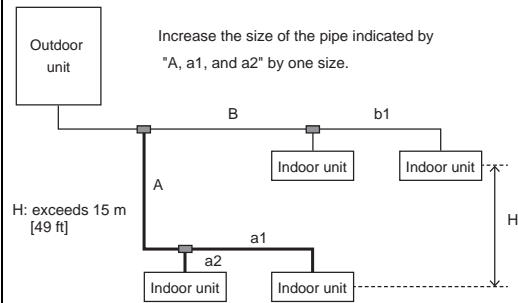 Outdoor
unit
Increase the size of the pipe indicated by
"A, a1, and a2" by one size.
B
b1
Indoor unit
Indoor unit
A
H: exceeds 15 m
[49 ft]
H
a1
a2
Indoor unit
Indoor unit